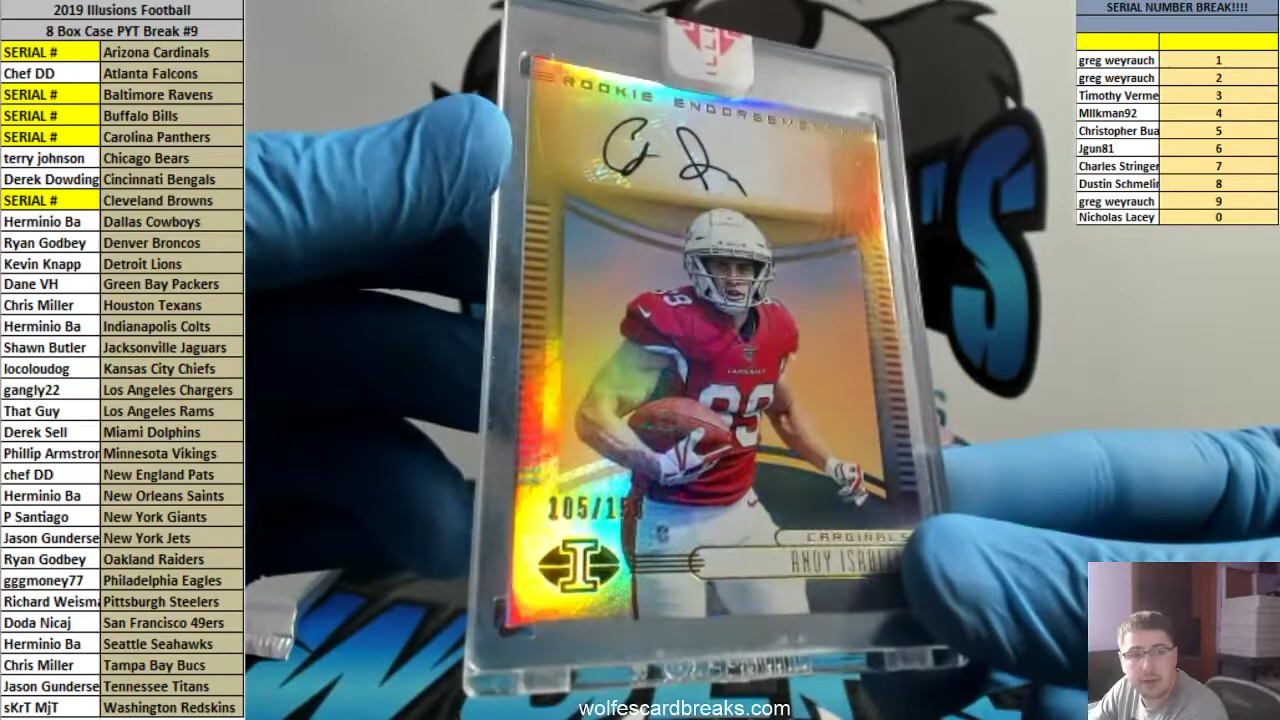 2019 Illusions Football
8 Box Case PYT Break #9
SERIAL # Arizona Cardinals
Chef DD Atlanta Falcons
SERIAL # Baltimore Ravens
SERIAL # Buffalo Bills
SERIAL # Carolina Panthers
terry johnson Chicago Bears
Derek Dowding Cincinnati Bengals
SERIAL # Cleveland Browns
Herminio Ba Dallas Cowboys
Ryan Godbey Denver Broncos
Kevin Knapp Detroit Lions
Dane VH Green Bay Packers
Chris Miller Houston Texans
Herminio Ba Indianapolis Colts
Shawn Butler Jacksonville Jaguars
locoloudog Kansas City Chiefs
gangly22 Los Angeles Chargers
That Guy Los Angeles Rams
Derek Sell Miami Dolphins
Phillip Armstror Minnesota Vikings
chef DD New England Pats
Herminio Ba New Orleans Saints
P Santiago New York Giants
Jason Gunderse New York Jets
Ryan Godbey Oakland Raiders
gggmoney77 Philadelphia Eagles
Richard Weisma Pittsburgh Steelers
Doda Nicaj San Francisco 49ers
Herminio Ba Seattle Seahawks
Chris Miller Tampa Bay Bucs
Jason Gunderse Tennessee Titans
sKrT MjT Washington Redskins
ROOKIE
89
105/
I
CARDINALS
ANDY
wolfescardbreaks.com
SERIAL NUMBER BREAK!!!!
greg weyrauch 1
greg weyrauch 2
Timothy Verme 3
MIlkman92 4
Christopher Bua 5
Jgun81 6
Charles Stringer 7
Dustin Schmelin 8
greg weyrauch 9
Nicholas Lacey 0